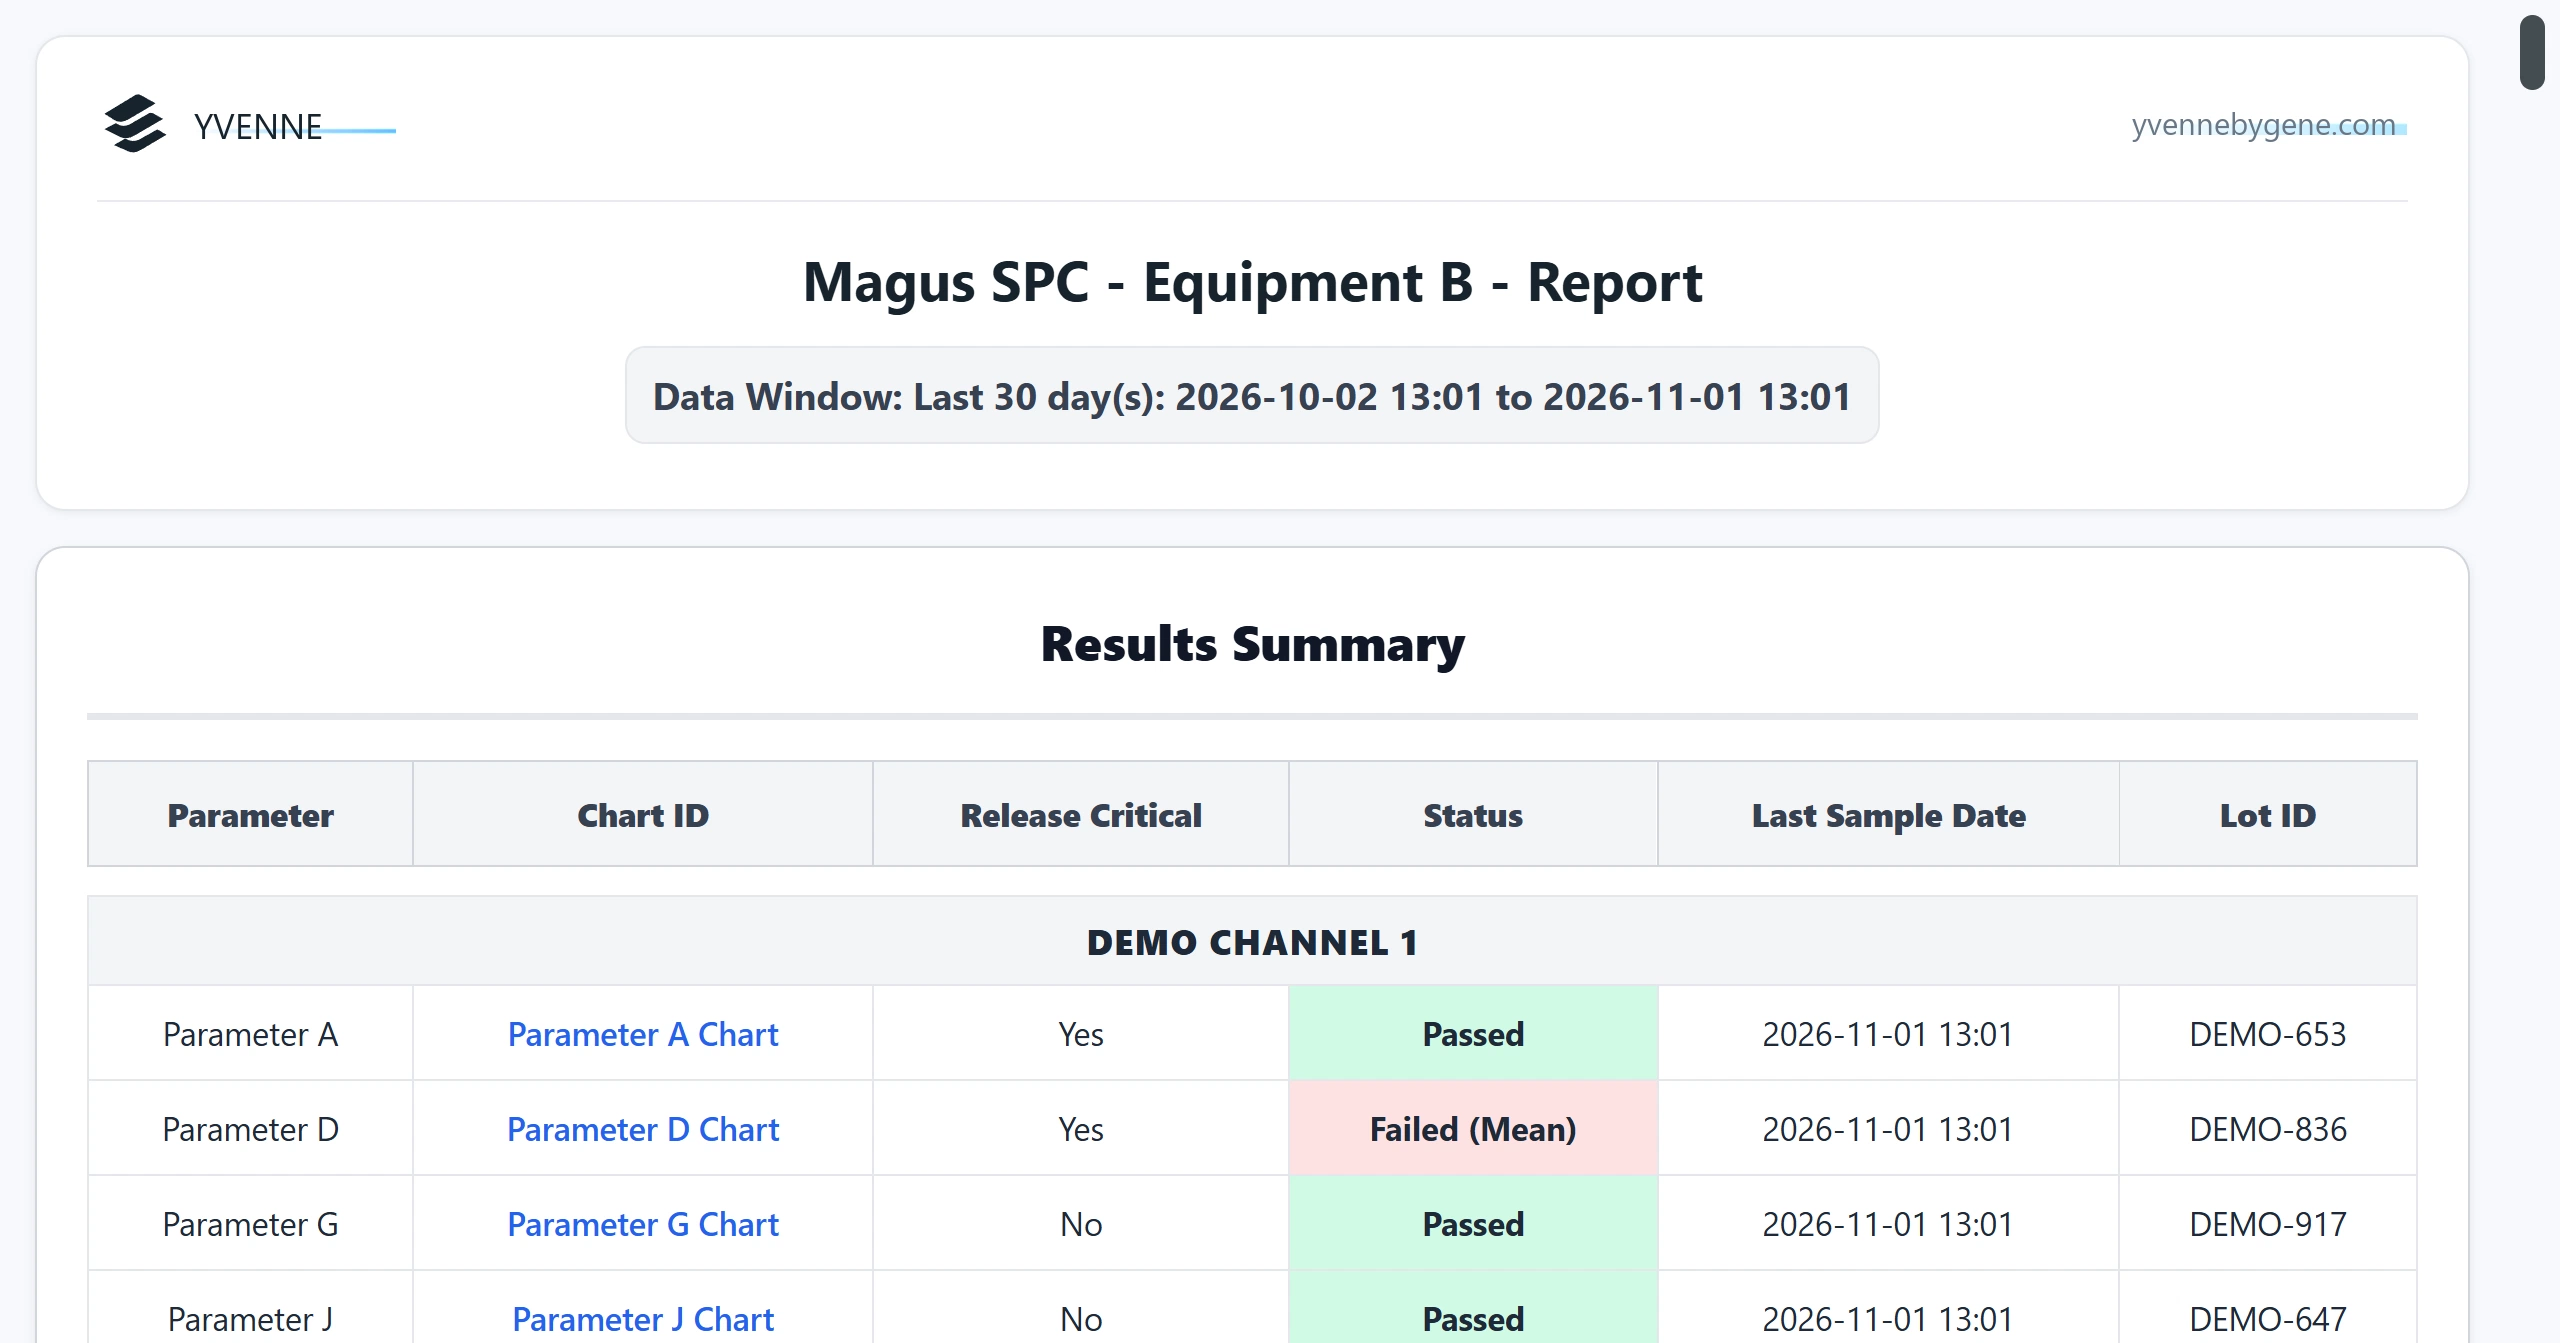 YVENNE
yvennebygene.com
Magus SPC - Equipment B - Report
Data Window: Last 30 day(s): 2026-10-02 13:01 to 2026-11-01 13:01
Results Summary
Parameter Chart ID Release Critical Status Last Sample Date Lot ID
DEMO CHANNEL 1
Parameter A Parameter A Chart Yes Passed 2026-11-01 13:01 DEMO-653
Parameter D Parameter D Chart Yes Failed (Mean) 2026-11-01 13:01 DEMO-836
Parameter G Parameter G Chart No Passed 2026-11-01 13:01 DEMO-917
Parameter J Parameter J Chart No Passed 2026-11-01 13:01 DEMO-647